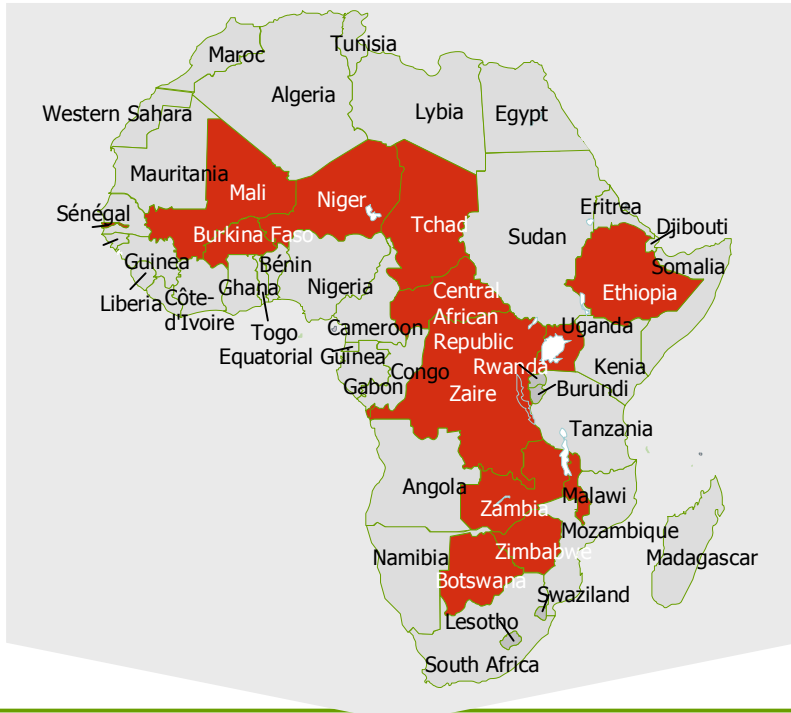 Tunisia
Maroc
Algeria
Lybia
Egypt
Western Sahara
Mauritania
Mali
Niger
Tchad
Sénégal
Eritrea
Djibouti
Burkina Faso
Sudan
Guinea
Bénin
Somalia
Ghana
Nigeria
Central
African
Republic
Ethiopia
Liberia
Côte-
d'Ivoire
Togo
Cameroon
Uganda
Equatorial Guinea
Rwanda
Kenia
Congo
Gabon
Zaire
Burundi
Tanzania
Angola
Malawi
Zambia
Mozambique
Namibia
Zimbabwe
Madagascar
Botswana
Swaziland
Lesotho
South Africa